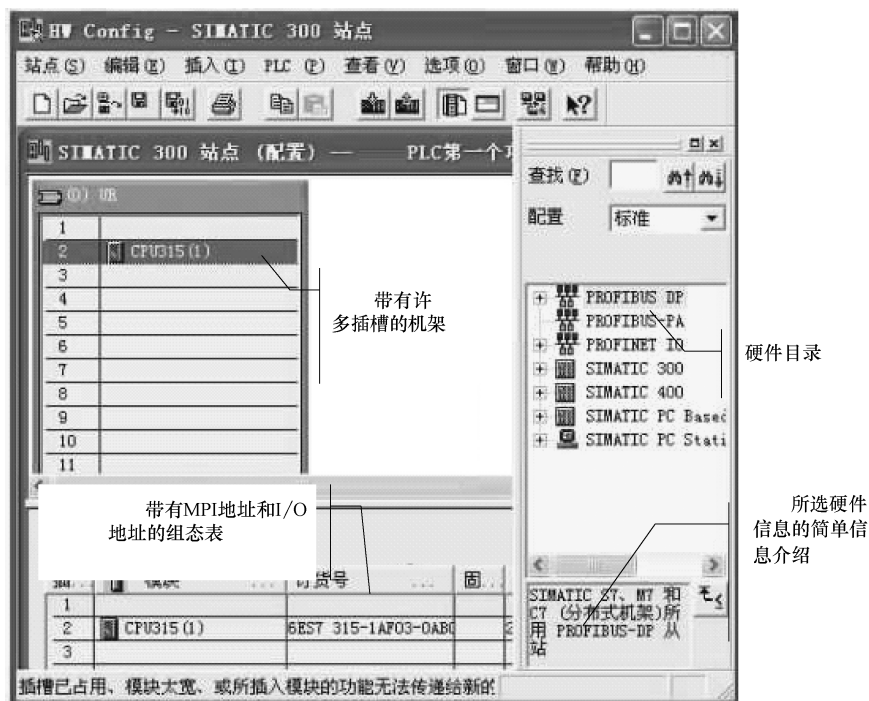 HW Config - SIMATIC 300 站点
站点(S) 编辑(E) 插入(I) PLC (P) 查看(V) 选项(O) 窗口(W) 帮助(H)
SIMATIC 300 站点 (配置) —— PLC第一个
(0) UR
1
2 CPU315(1)
3
4
5
6
7
8
9
10
11
带有许
多插槽的机架
查找(F)
配置 标准
PROFIBUS DP
PROFIBUS-PA
PROFINET IO
SIMATIC 300
SIMATIC 400
SIMATIC PC Based
SIMATIC PC Stati
硬件目录
带有MPI地址和I/O
地址的组态表
所选硬件
信息的简单信
息介绍
插... 模块 ... 订货号 ... 固...
1
2 CPU315(1) 6ES7 315-1AF03-0AB0 2
3
SIMATIC S7、M7 和
C7 (分布式机架)所
用 PROFIBUS-DP 从
站
插槽已占用、模块太宽、或所插入模块的功能无法传递给新的